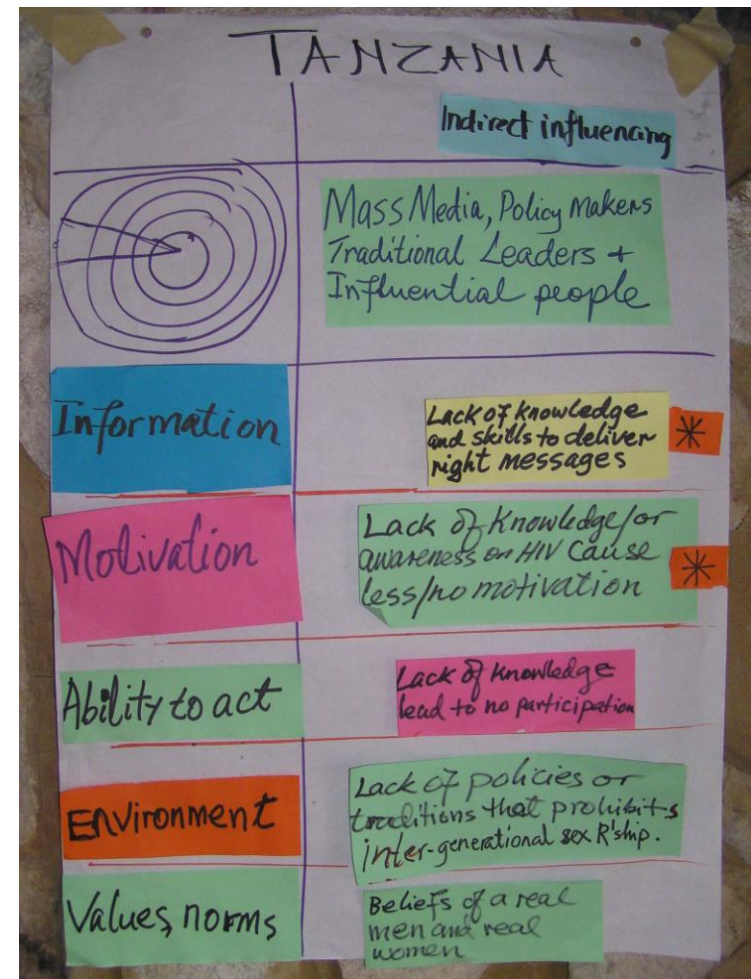 TANZANIA
Indirect influencing
Mass Media, Policy Makers
Traditional Leaders +
Influential people
Information
Lack of knowledge
and skills to deliver
right messages
*
Motivation
Lack of Knowledge/or
awareness on HIV Cause
less/no motivation
*
Ability to act
Lack of knowledge
lead to no participation
Environment
Lack of policies or
traditions that prohibits
inter-generational sex R'ship.
Values, norms
Beliefs of a real
men and real
women